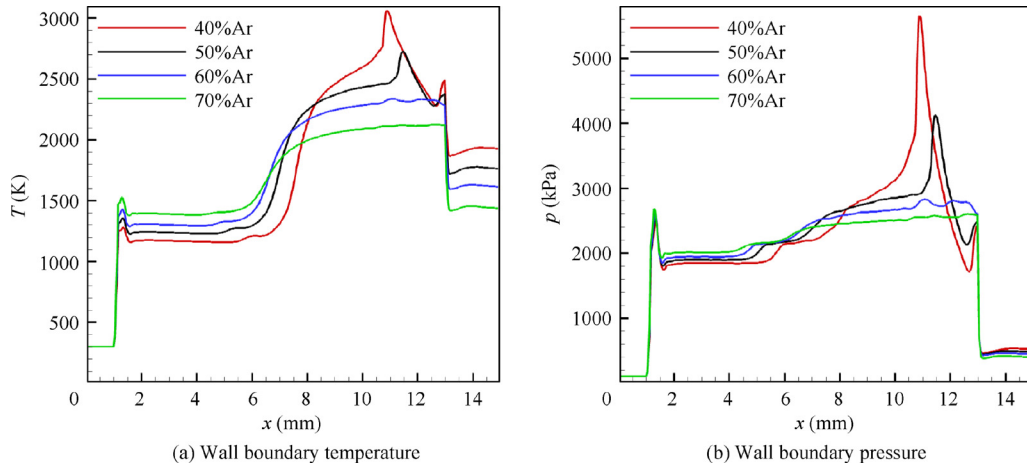 3000
2500
2000
1500
1000
500
0
T (K)
40%Ar
50%Ar
60%Ar
70%Ar
2 4 6 8 10 12 14
x (mm)
(a) Wall boundary temperature
5000
4000
3000
2000
1000
0
p (kPa)
40%Ar
50%Ar
60%Ar
70%Ar
2 4 6 8 10 12 14
x (mm)
(b) Wall boundary pressure